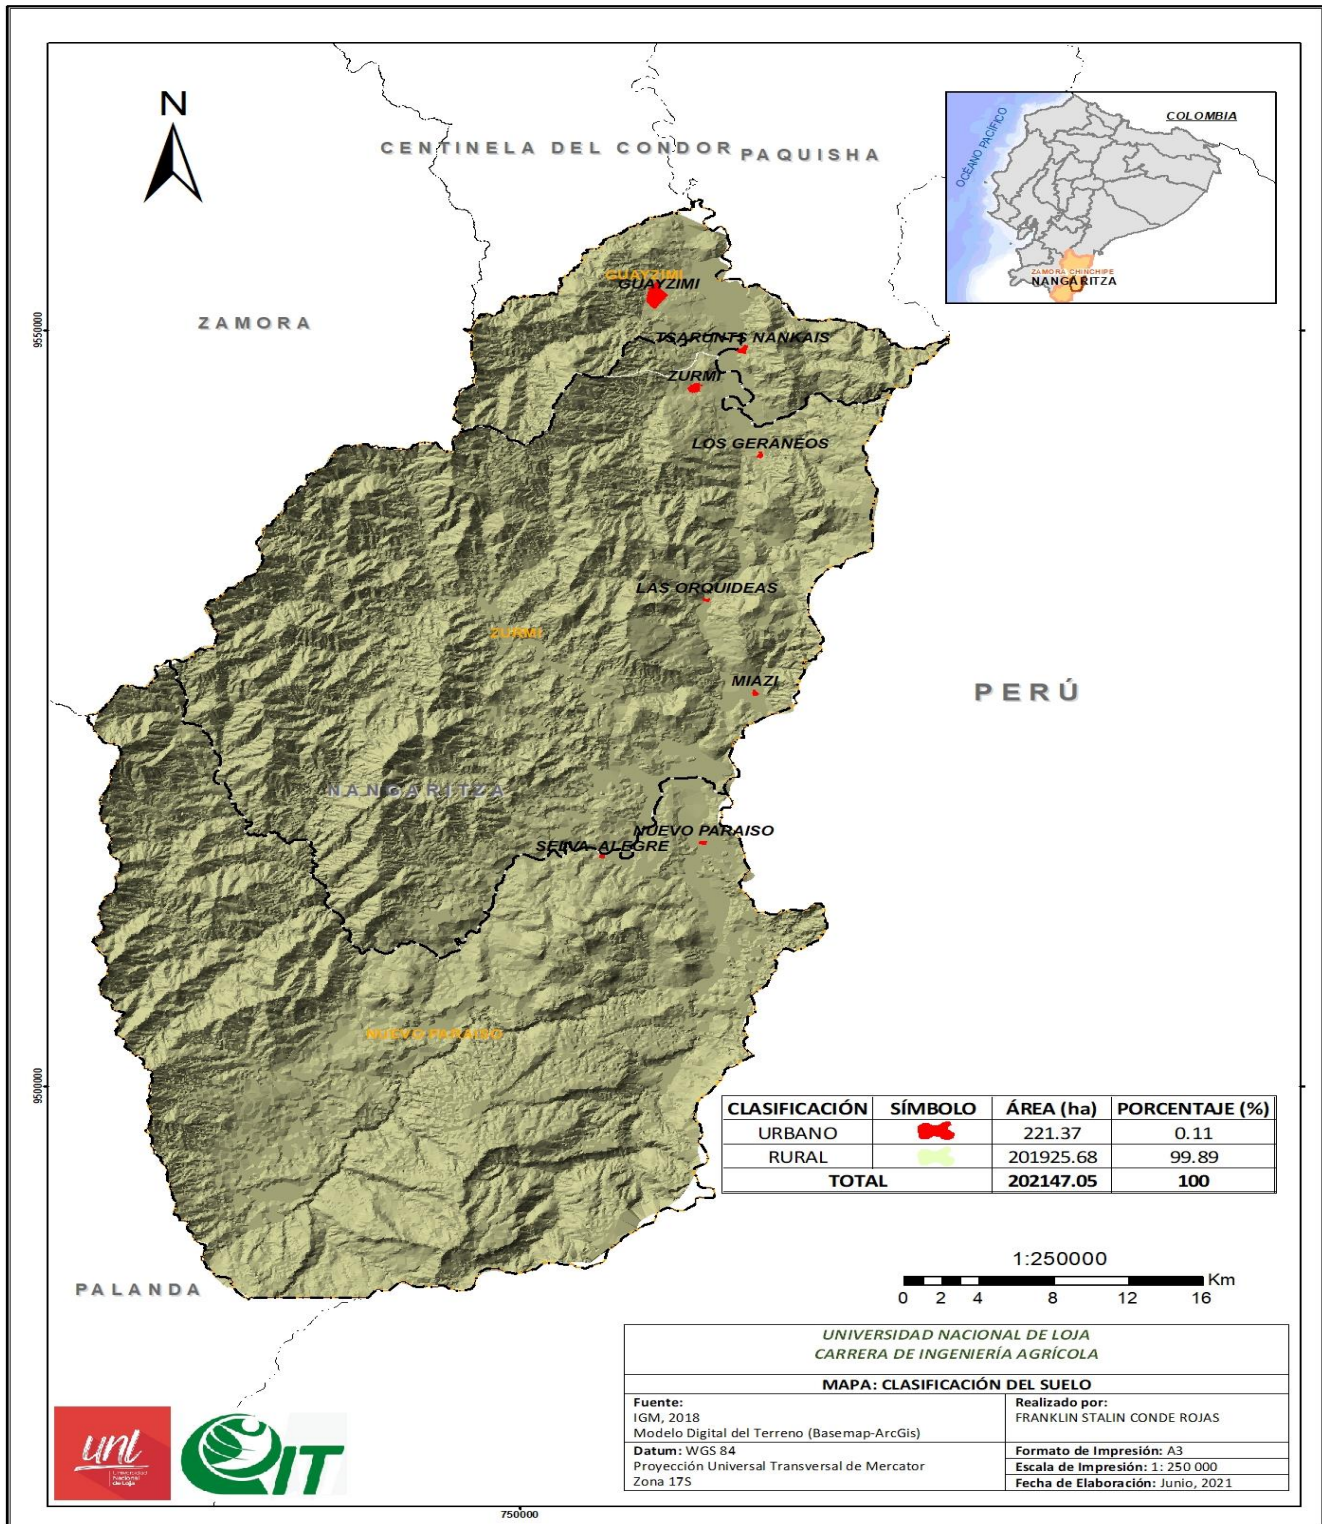 N
CENTINELA DEL CONDOR
PAQUISHA
COLOMBIA
OCÉANO PACÍFICO
ZAMORA CHINCHIPE
NANGARITZA
ZAMORA
GUAYZIMI
GUAYZIMI
9550000
TSARUNTS NANKAIS
ZURMI
LOS GERANEOS
LAS ORQUIDEAS
ZURMI
MIAZI
PERÚ
NANGARITZA
NUEVO PARAISO
SELVA ALEGRE
NUEVO PARAISO
9500000
CLASIFICACIÓN SÍMBOLO ÁREA (ha) PORCENTAJE (%)
URBANO 221.37 0.11
RURAL 201925.68 99.89
TOTAL 202147.05 100
PALANDA
1:250000
Km
0 2 4 8 12 16
UNIVERSIDAD NACIONAL DE LOJA
CARRERA DE INGENIERÍA AGRÍCOLA
MAPA: CLASIFICACIÓN DEL SUELO
Fuente:
IGM, 2018
Modelo Digital del Terreno (Basemap-ArcGis)
Realizado por:
FRANKLIN STALIN CONDE ROJAS
Datum: WGS 84
Proyección Universal Transversal de Mercator
Zona 17S
Formato de Impresión: A3
Escala de Impresión: 1: 250 000
Fecha de Elaboración: Junio, 2021
unl
Universidad
Nacional
de Loja
IT
750000